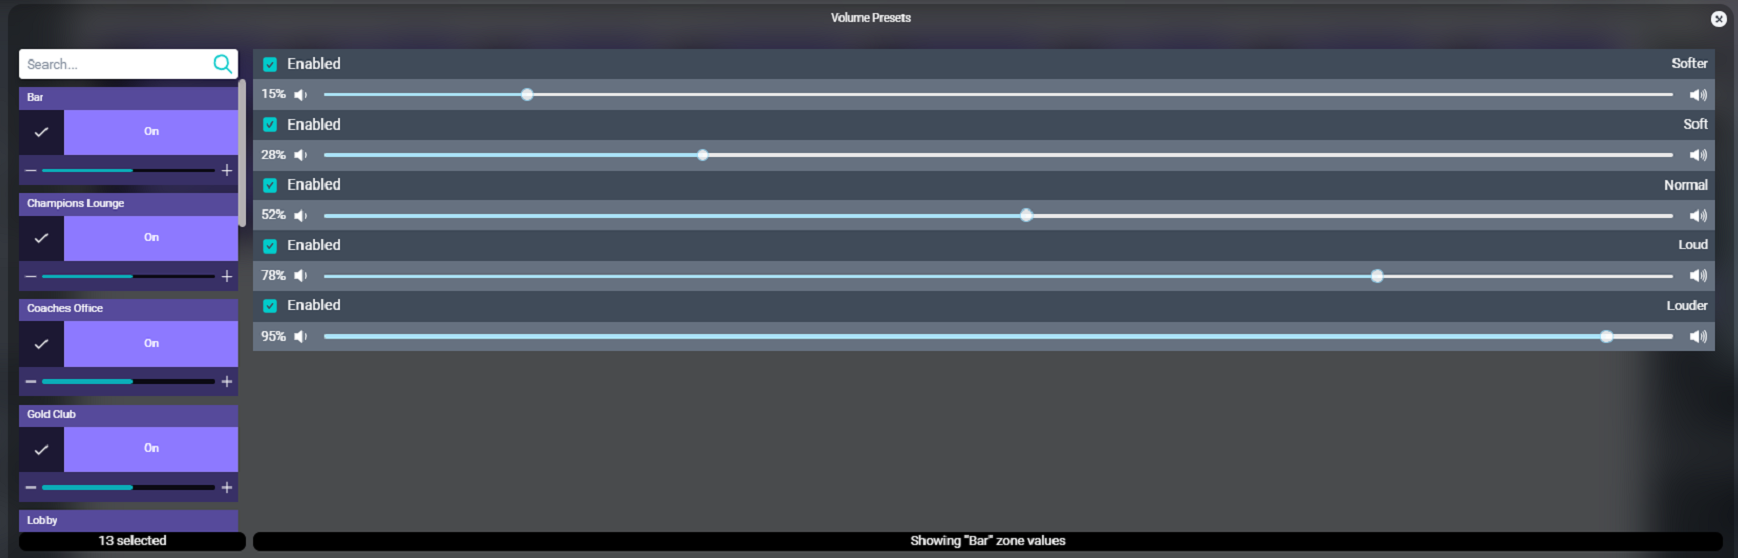 Volume Presets
Search...
Bar
On
Champions Lounge
On
Coaches Office
On
Gold Club
On
Lobby
13 selected
Enabled Softer
15%
Enabled Soft
28%
Enabled Normal
52%
Enabled Loud
78%
Enabled Louder
95%
Showing "Bar" zone values